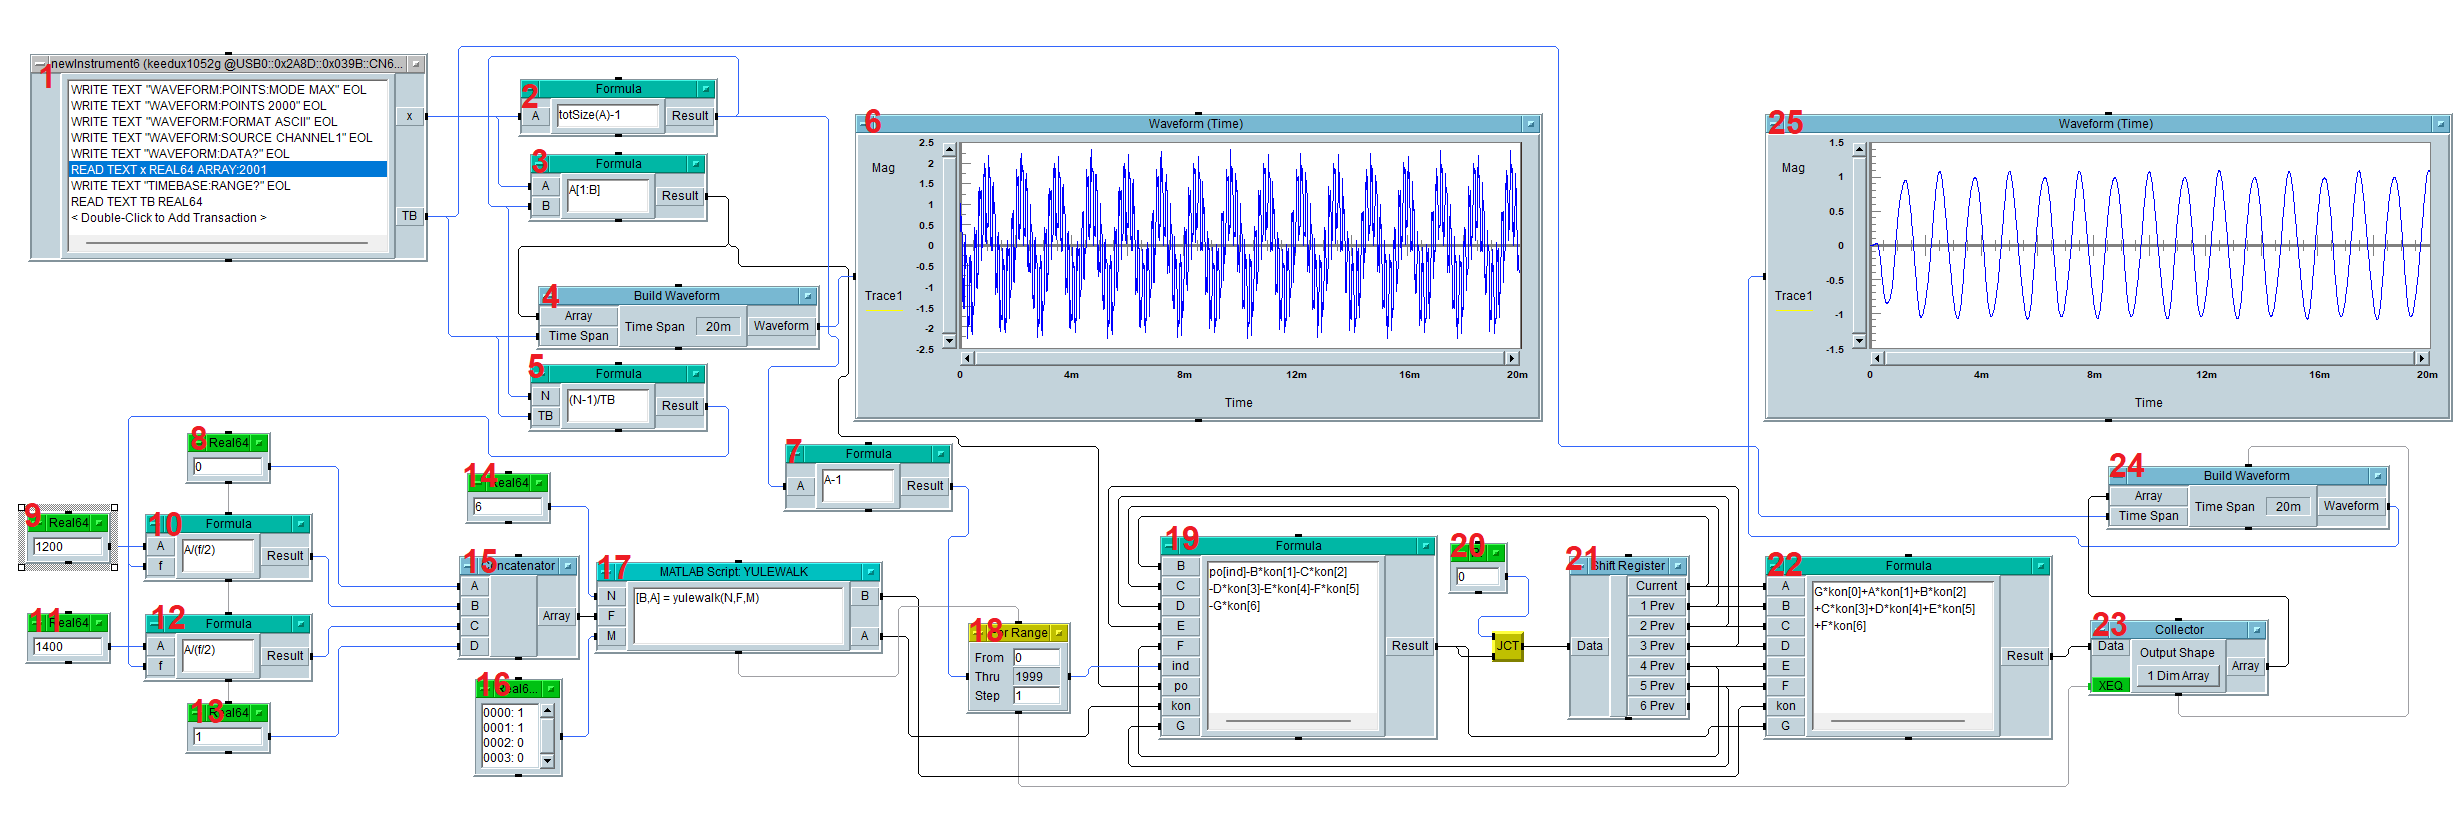 1
newInstrument6 (keedux1052g @USB0::0x2A8D::0x039B::CN6...
WRITE TEXT "WAVEFORM:POINTS:MODE MAX" EOL
WRITE TEXT "WAVEFORM:POINTS 2000" EOL
WRITE TEXT "WAVEFORM:FORMAT ASCII" EOL
WRITE TEXT "WAVEFORM:SOURCE CHANNEL1" EOL
WRITE TEXT "WAVEFORM:DATA?" EOL
READ TEXT x REAL64 ARRAY:2001
WRITE TEXT "TIMEBASE:RANGE?" EOL
READ TEXT TB REAL64
< Double-Click to Add Transaction >
x
TB
2
Formula
A
totSize(A)-1
Result
3
Formula
A
B
A[1:B]
Result
4
Build Waveform
Array
Time Span
Time Span
20m
Waveform
5
Formula
N
TB
(N-1)/TB
Result
6
Waveform (Time)
Mag
Trace1
2.5
2
1.5
1
0.5
0
-0.5
-1
-1.5
-2
-2.5
0
4m
8m
12m
16m
20m
Time
7
Formula
A
A-1
Result
8
Real64
0
9
Real64
1200
10
Formula
A
f
A/(f/2)
Result
11
Real64
1400
12
Formula
A
f
A/(f/2)
Result
13
Real64
1
14
Real64
6
15
Concatenator
A
B
C
D
Array
16
Real6...
0000: 1
0001: 1
0002: 0
0003: 0
17
MATLAB Script: YULEWALK
N
F
M
[B,A] = yulewalk(N,F,M)
B
A
18
For Range
From
0
Thru
1999
Step
1
19
Formula
B
C
D
E
F
ind
po
kon
G
po[ind]-B*kon[1]-C*kon[2]
-D*kon[3]-E*kon[4]-F*kon[5]
-G*kon[6]
Result
20
0
JCT
21
Shift Register
Data
Current
1 Prev
2 Prev
3 Prev
4 Prev
5 Prev
6 Prev
22
Formula
A
B
C
D
E
F
kon
G
G*kon[0]+A*kon[1]+B*kon[2]
+C*kon[3]+D*kon[4]+E*kon[5]
+F*kon[6]
Result
23
Collector
Data
XEQ
Output Shape
1 Dim Array
Array
24
Build Waveform
Array
Time Span
Time Span
20m
Waveform
25
Waveform (Time)
Mag
Trace1
1.5
1
0.5
0
-0.5
-1
-1.5
0
4m
8m
12m
16m
20m
Time